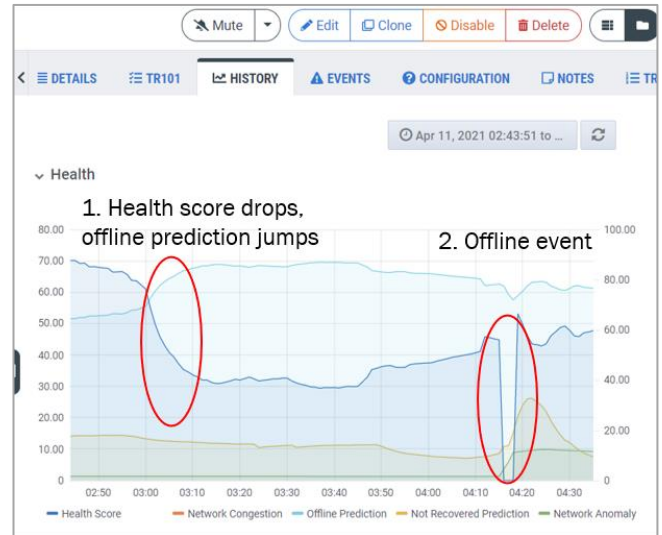 Mute
Edit
Clone
Disable
Delete
DETAILS
TR101
HISTORY
EVENTS
CONFIGURATION
NOTES
TR
Apr 11, 2021 02:43:51 to ...
Health
1. Health score drops,
offline prediction jumps
2. Offline event
80.00
70.00
60.00
50.00
40.00
30.00
20.00
10.00
0
100.00
80.00
60.00
40.00
20.00
0
02:50 03:00 03:10 03:20 03:30 03:40 03:50 04:00 04:10 04:20 04:30
Health Score Network Congestion Offline Prediction Not Recovered Prediction Network Anomaly